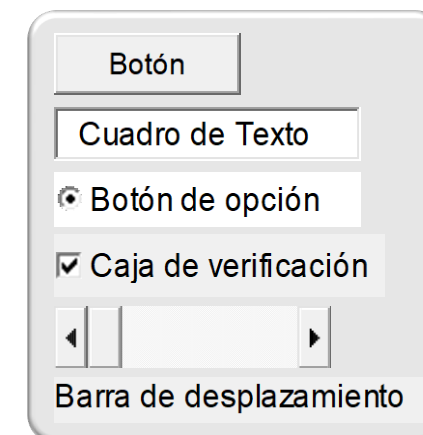 Botón
Cuadro de Texto
Botón de opción
Caja de verificación
Barra de desplazamiento